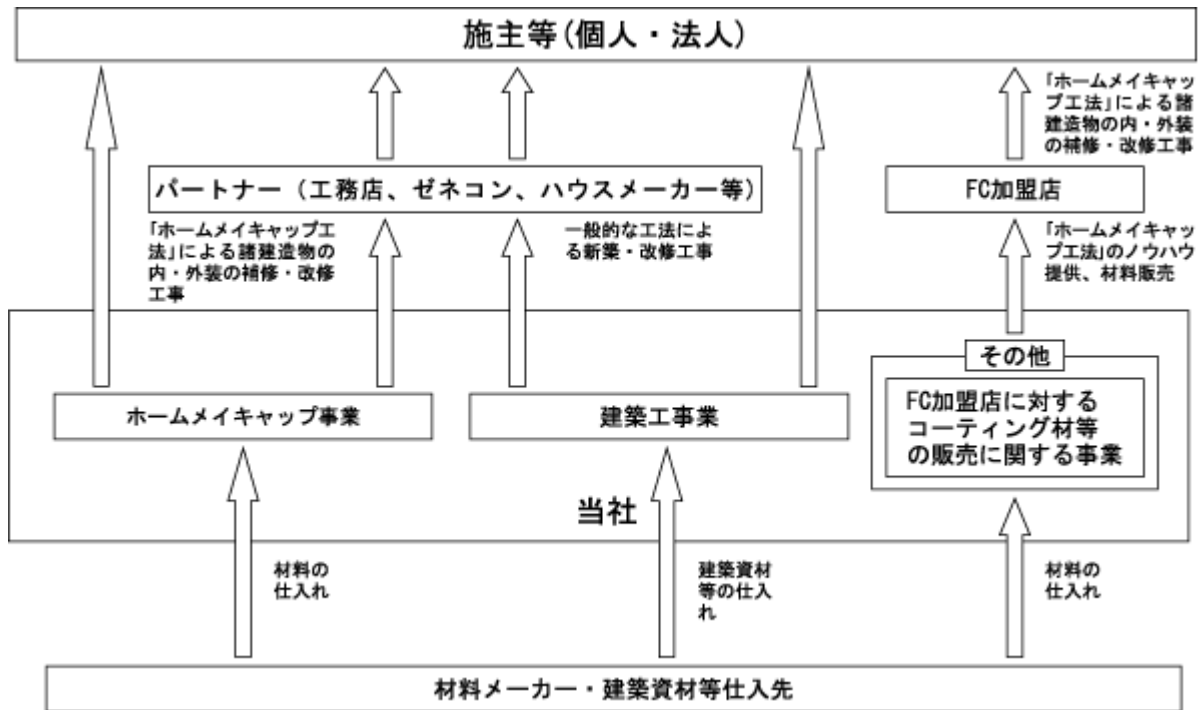 施主等(個人・法人)
「ホームメイキャッ
プ工法」による諸
建造物の内・外装
の補修・改修工事
パートナー（工務店、ゼネコン、ハウスメーカー等）
FC加盟店
「ホームメイキャップ工
法」による諸建造物の
内・外装の補修・改修
工事
一般的な工法によ
る新築・改修工事
「ホームメイキャッ
プ工法」のノウハウ
提供、材料販売
その他
ホームメイキャップ事業
建築工事業
FC加盟店に対する
コーティング材等
の販売に関する事業
当社
材料の
仕入れ
建築資材
等の仕入
れ
材料の
仕入れ
材料メーカー・建築資材等仕入先